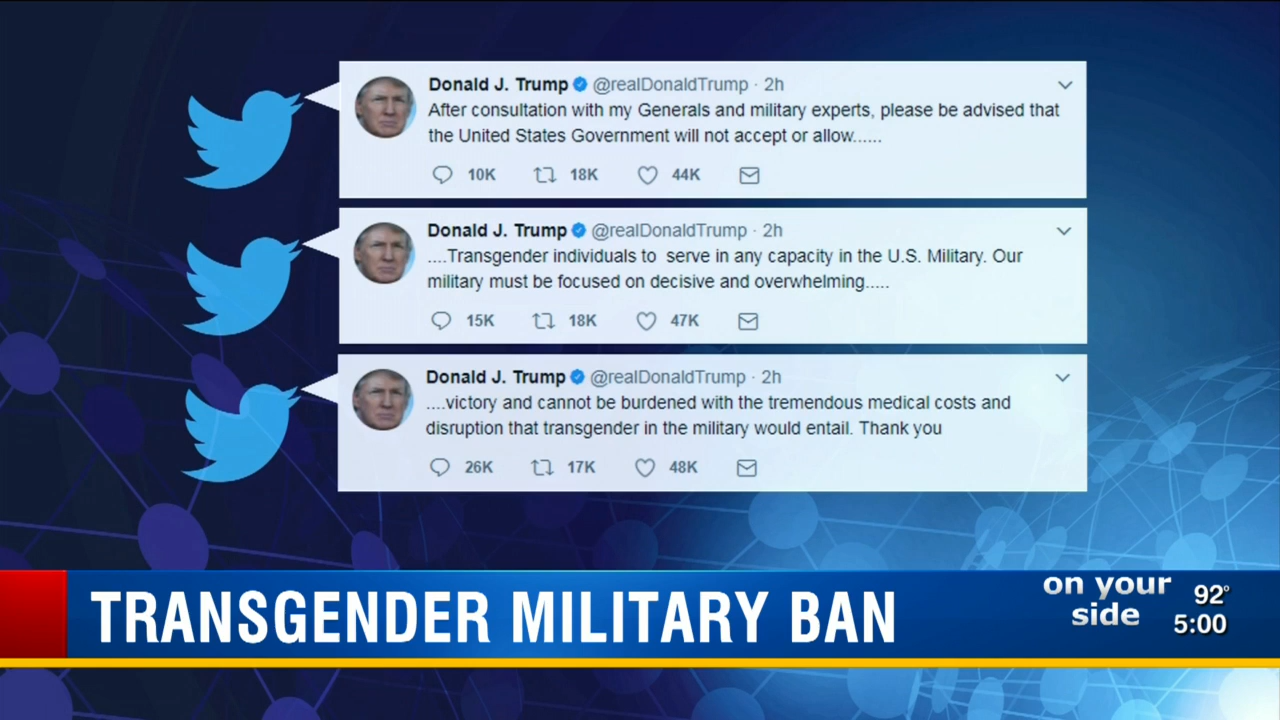 Donald J. Trump @realDonaldTrump · 2h
After consultation with my Generals and military experts, please be advised that
the United States Government will not accept or allow......
10K 18K 44K
Donald J. Trump @realDonaldTrump · 2h
....Transgender individuals to serve in any capacity in the U.S. Military. Our
military must be focused on decisive and overwhelming.....
15K 18K 47K
Donald J. Trump @realDonaldTrump · 2h
....victory and cannot be burdened with the tremendous medical costs and
disruption that transgender in the military would entail. Thank you
26K 17K 48K
TRANSGENDER MILITARY BAN
on your
side
92°
5:00